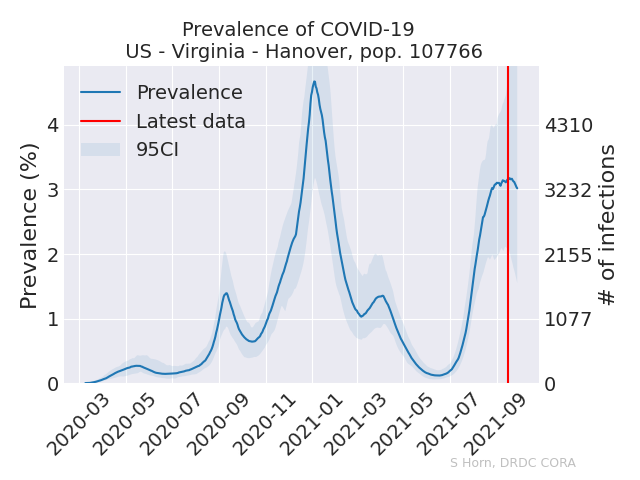 Prevalence of COVID-19
US - Virginia - Hanover, pop. 107766
Prevalence
Latest data
95CI
Prevalence (%)
4
3
2
1
0
4310
3232
2155
1077
0
# of infections
2020-03
2020-05
2020-07
2020-09
2020-11
2021-01
2021-03
2021-05
2021-07
2021-09
S Horn, DRDC CORA